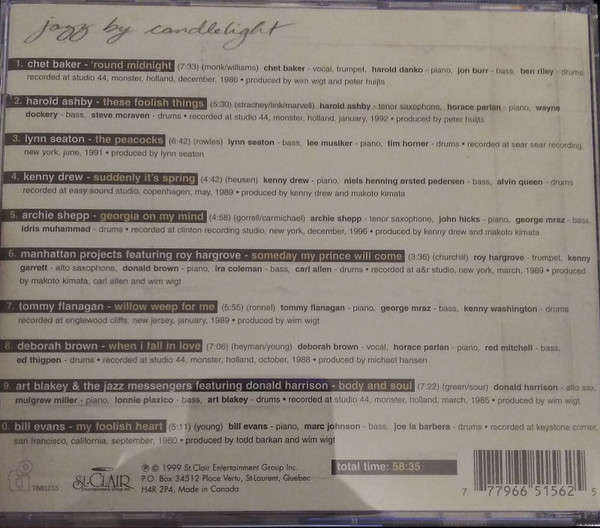 jazz by candlelight
1. chet baker - 'round midnight (7:33) (monk/williams) chet baker - vocal, trumpet, harold danko - piano, jon burr - bass, ben riley - drums
recorded at studio 44, monster, holland, december, 1986 • produced by wim wigt and peter huijts
2. harold ashby - these foolish things (5:30) (strachey/link/marvell) harold ashby - tenor saxophone, horace parlan - piano, wayne
dockery - bass, steve mcraven - drums • recorded at studio 44, monster, holland, january, 1992 • produced by peter huijts
3. lynn seaton - the peacocks (6:42) (rowles) lynn seaton - bass, lee musiker - piano, tim horner - drums • recorded at sear sear recording,
new york, june, 1991 • produced by lynn seaton
4. kenny drew - suddenly it's spring (4:42) (heusen) kenny drew - piano, niels henning ørsted pedersen - bass, alvin queen - drums
recorded at easy sound studio, copenhagen, may, 1989 • produced by kenny drew and makoto kimata
5. archie shepp - georgia on my mind (4:58) (gorrell/carmichael) archie shepp - tenor saxophone, john hicks - piano, george mraz - bass,
idris muhammad - drums • recorded at clinton recording studio, new york, december, 1996 • produced by kenny drew and makoto kimata
6. manhattan projects featuring roy hargrove - someday my prince will come (3:36) (churchill) roy hargrove - trumpet, kenny
garrett - alto saxophone, donald brown - piano, ira coleman - bass, carl allen - drums • recorded at a&r studio, new york, march, 1989 • produced
by makoto kimata, carl allen and wim wigt
7. tommy flanagan - willow weep for me (5:55) (ronnel) tommy flanagan - piano, george mraz - bass, kenny washington - drums
recorded at englewood cliffs, new jersey, january, 1989 • produced by wim wigt
8. deborah brown - when i fall in love (7:06) (heyman/young) deborah brown - vocal, horace parlan - piano, red mitchell - bass,
ed thigpen - drums • recorded at studio 44, monster, holland, october, 1988 • produced by michael hansen
9. art blakey & the jazz messengers featuring donald harrison - body and soul (7:22) (green/sour) donald harrison - alto sax,
mulgrew miller - piano, lonnie plaxico - bass, art blakey - drums • recorded at studio 44, monster, holland, march, 1985 • produced by wim wigt
0. bill evans - my foolish heart (5:11) (young) bill evans - piano, marc johnson - bass, joe la barbera - drums • recorded at keystone corner,
san francisco, california, september, 1980 • produced by todd barkan and wim wigt
total time: 58:35
TIMELESS
ST-CLAIR
℗ © 1999 St.Clair Entertainment Group Inc.
P.O. Box 34512 Place Vertu, St-Laurent, Quebec
H4R 2P4, Made in Canada
7 77966 51562 5